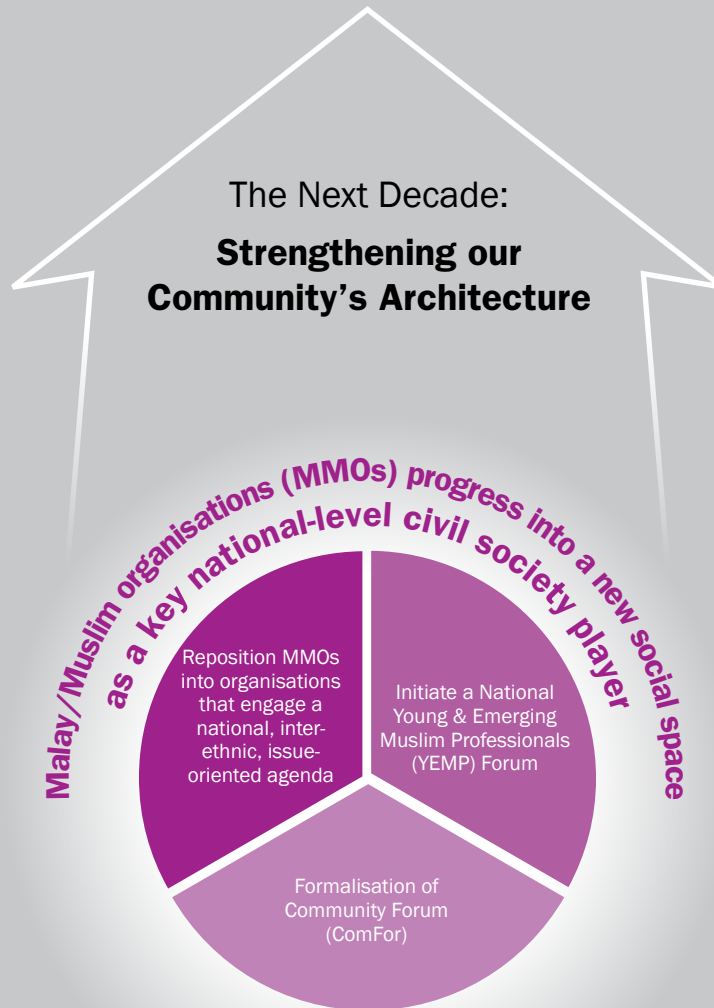 The Next Decade:
Strengthening our
Community’s Architecture
Malay/Muslim organisations (MMOs) progress into a new social space
as a key national-level civil society player
Reposition MMOs
into organisations
that engage a
national, inter-
ethnic, issue-
oriented agenda
Initiate a National
Young & Emerging
Muslim Professionals
(YEMP) Forum
Formalisation of
Community Forum
(ComFor)